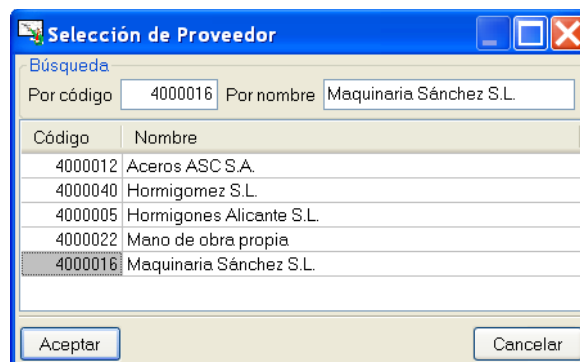 Selección de Proveedor
Búsqueda
Por código 4000016 Por nombre Maquinaria Sánchez S.L.
Código Nombre
4000012 Aceros ASC S.A.
4000040 Hormigomez S.L.
4000005 Hormigones Alicante S.L.
4000022 Mano de obra propia
4000016 Maquinaria Sánchez S.L.
Aceptar Cancelar